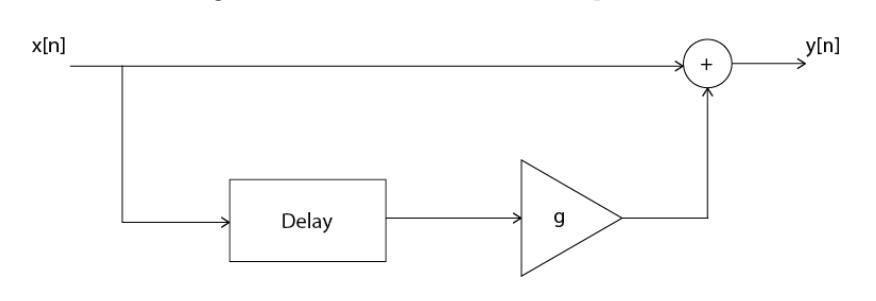 x[n]
y[n]
+
Delay
g